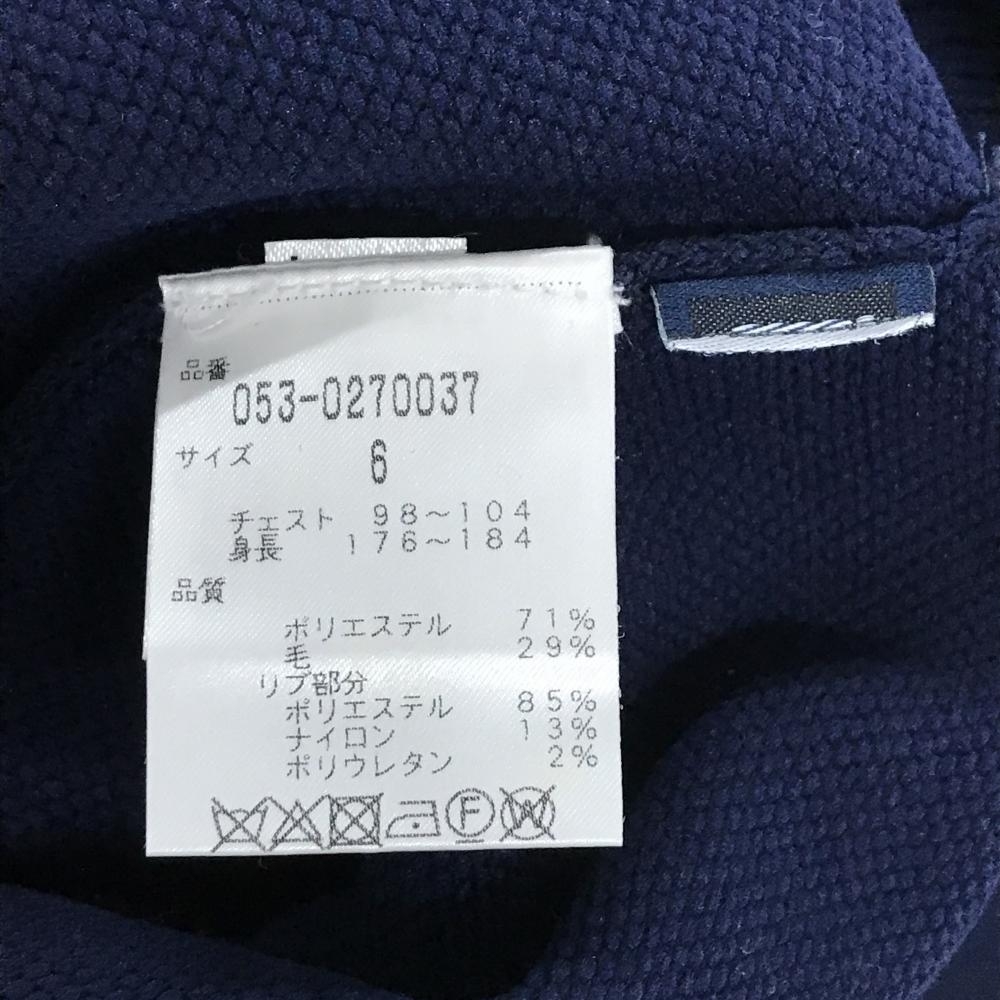 品番
053-0270037
サイズ 6
チェスト 98～104
身長 176～184
品質
ポリエステル 71%
毛 29%
リブ部分
ポリエステル 85%
ナイロン 13%
ポリウレタン 2%
F W